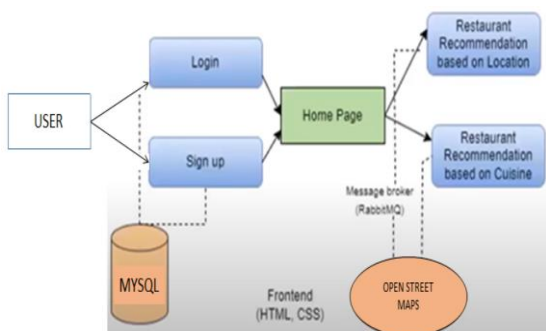 USER
Login
Sign up
Home Page
Restaurant
Recommendation
based on Location
Restaurant
Recommendation
based on Cuisine
Message broker
(RabbitMQ)
MYSQL
Frontend
(HTML, CSS)
OPEN STREET
MAPS